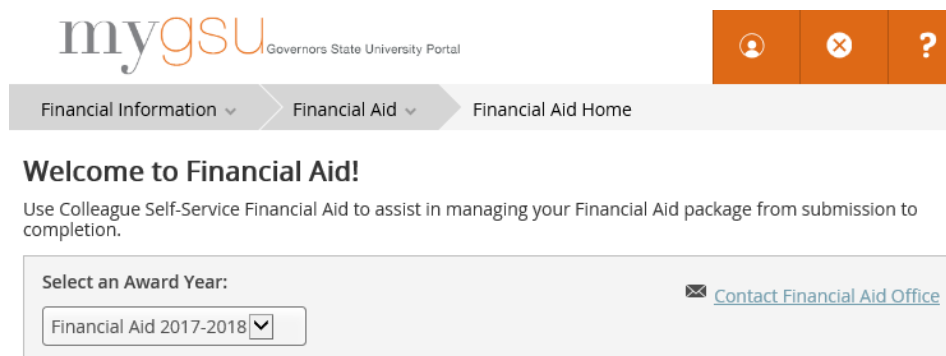 mygsu Governors State University Portal
?
Financial Information Financial Aid Financial Aid Home
Welcome to Financial Aid!
Use Colleague Self-Service Financial Aid to assist in managing your Financial Aid package from submission to
completion.
Select an Award Year:
Contact Financial Aid Office
Financial Aid 2017-2018